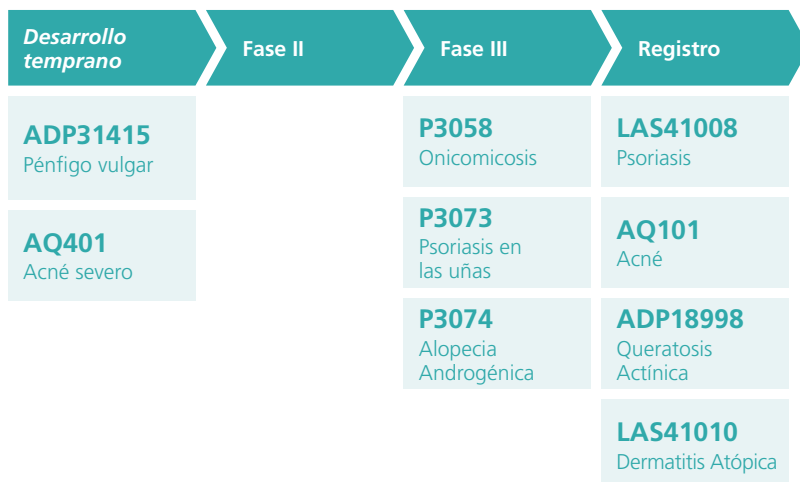 Desarrollo
temprano
Fase II
Fase III
Registro
ADP31415
Pénfigo vulgar
AQ401
Acné severo
P3058
Onicomicosis
P3073
Psoriasis en
las uñas
P3074
Alopecia
Androgénica
LAS41008
Psoriasis
AQ101
Acné
ADP18998
Queratosis
Actínica
LAS41010
Dermatitis Atópica